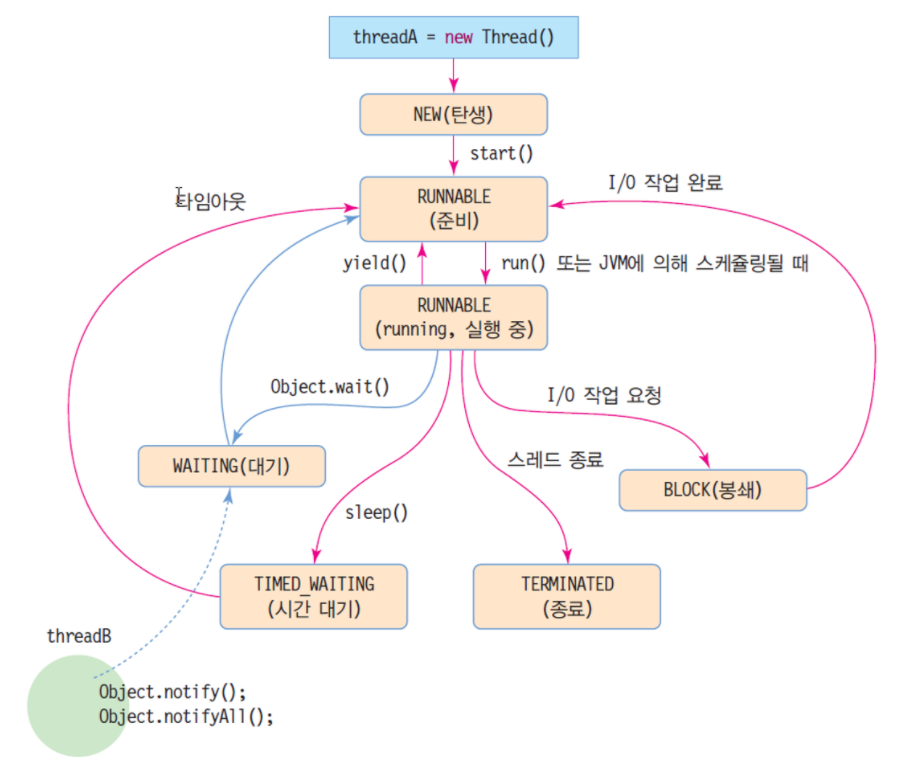 threadA = new Thread()
NEW(탄생)
start()
타임아웃
I/O 작업 완료
RUNNABLE
(준비)
yield()
run() 또는 JVM에 의해 스케쥴링될 때
RUNNABLE
(running, 실행 중)
Object.wait()
I/O 작업 요청
WAITING(대기)
스레드 종료
BLOCK(봉쇄)
sleep()
TIMED_WAITING
(시간 대기)
TERMINATED
(종료)
threadB
Object.notify();
Object.notifyAll();